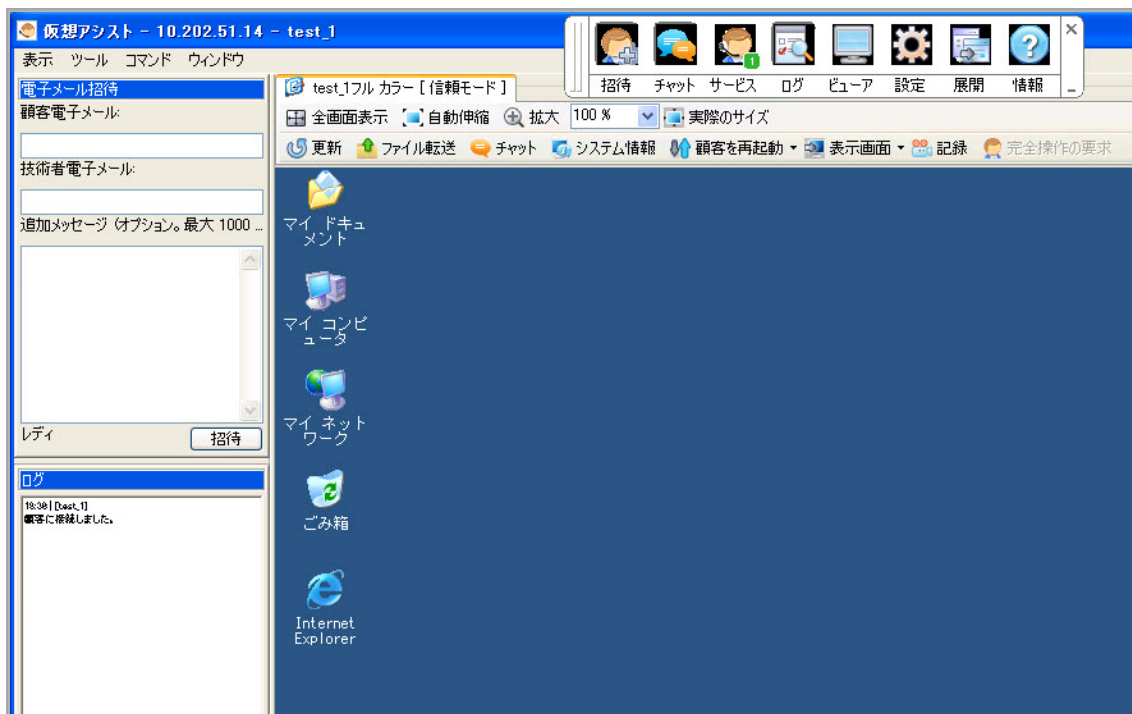 仮想アシスト - 10.202.51.14 - test_1
表示 ツール コマンド ウィンドウ
1
招待 チャット サービス ログ ビューア 設定 展開 情報
電子メール招待
顧客電子メール:
技術者電子メール:
追加メッセージ (オプション。最大 1000 ...
レディ
招待
ログ
18:38 | [test_1]
顧客に接続しました。
test_1フル カラー [ 信頼モード ]
全画面表示 自動伸縮 拡大 100 % 実際のサイズ
更新 ファイル転送 チャット システム情報 顧客を再起動 表示画面 記録 完全操作の要求
マイ ドキュ
メント
マイ コンピ
ュータ
マイ ネット
ワーク
ごみ箱
Internet
Explorer